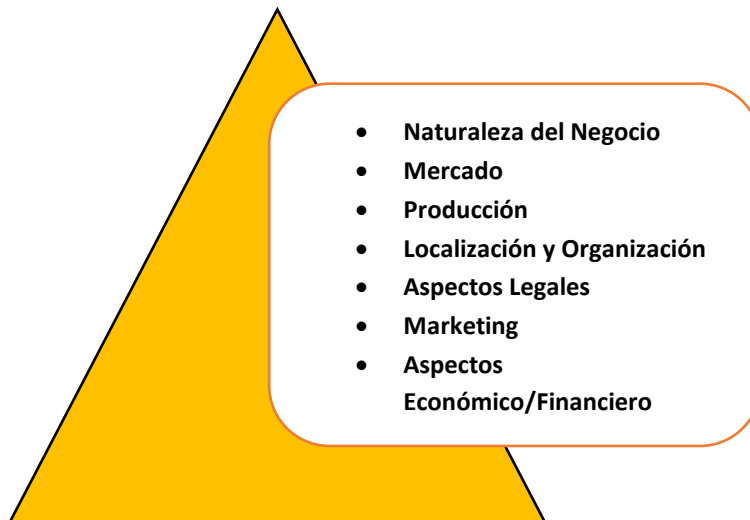 • Naturaleza del Negocio
• Mercado
• Producción
• Localización y Organización
• Aspectos Legales
• Marketing
• Aspectos
Económico/Financiero